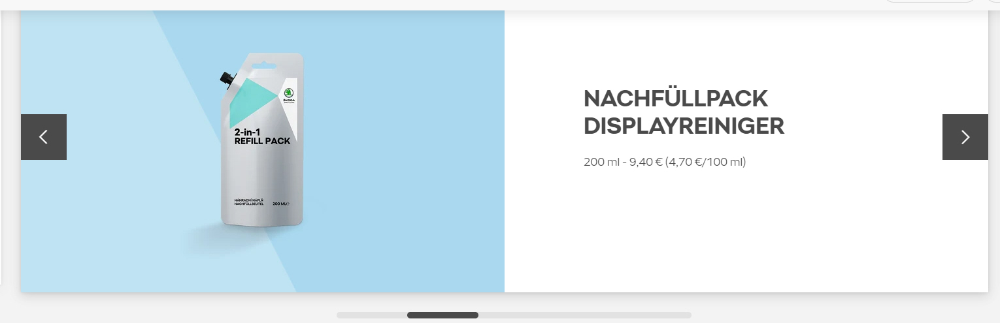 ŠKODA
2-in-1
REFILL PACK
NÁHRADNÍ NÁPLŇ
NACHFÜLLBEUTEL 200 ML℮
NACHFÜLLPACK
DISPLAYREINIGER
200 ml - 9,40 € (4,70 €/100 ml)